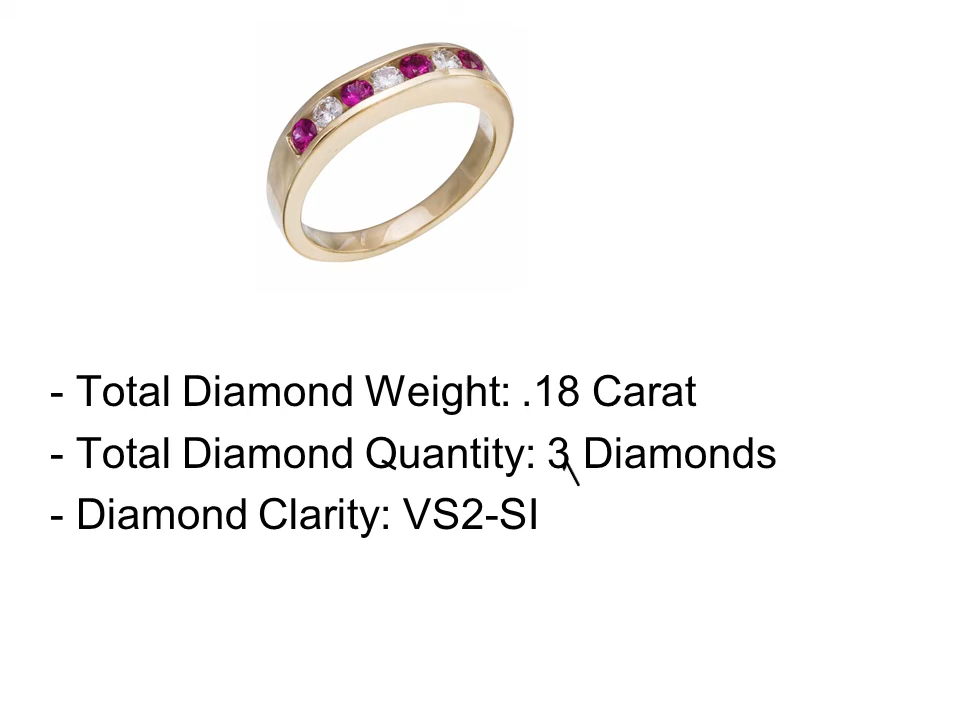 - Total Diamond Weight: .18 Carat
- Total Diamond Quantity: 3 Diamonds
- Diamond Clarity: VS2-SI